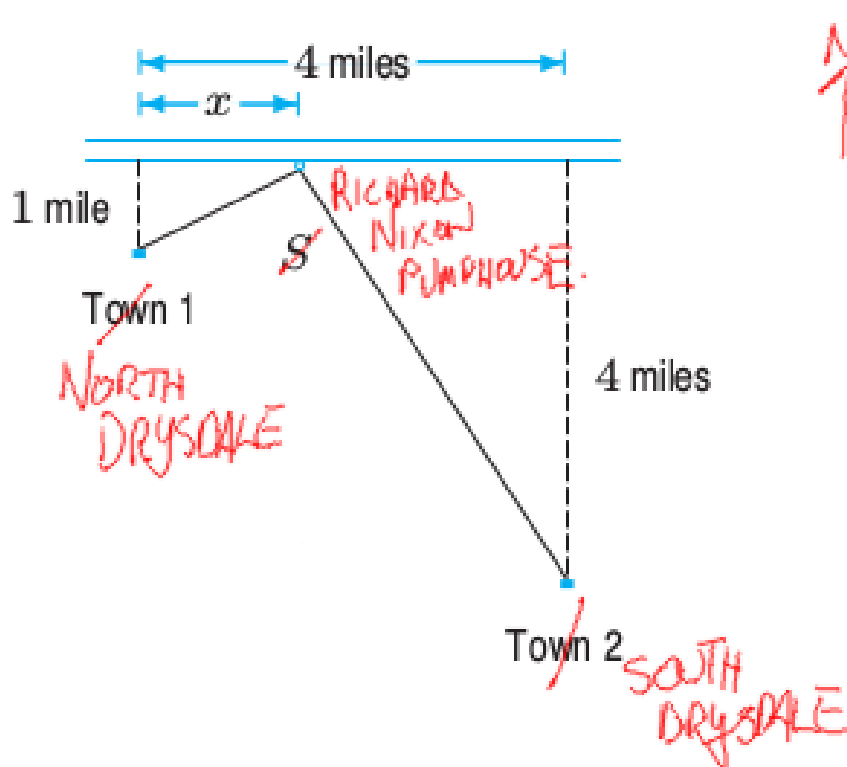 4 miles
x
1 mile
RICHARD
NIXON
PUMPHOUSE.
S
Town 1
NORTH
DRYSDALE
4 miles
Town 2
SOUTH
DRYSDALE